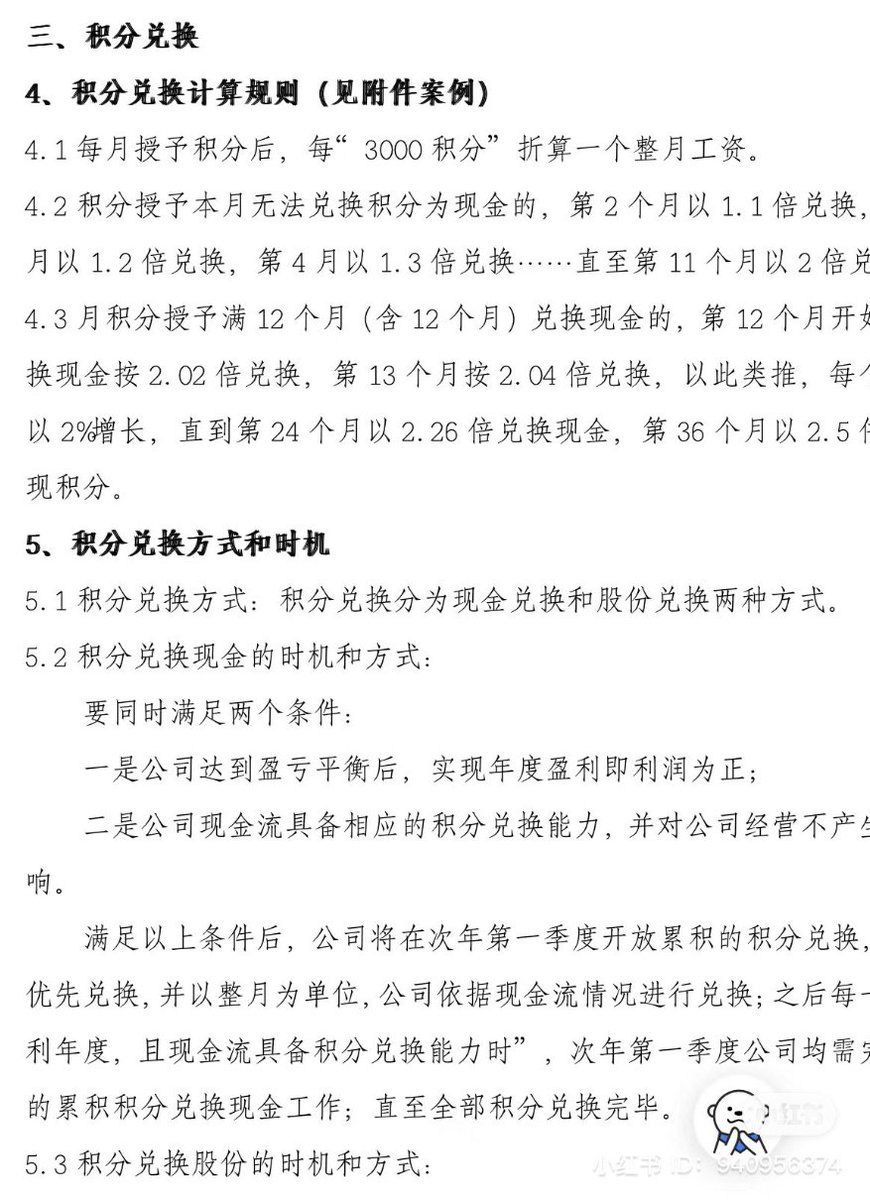 三、积分兑换
4、积分兑换计算规则（见附件案例）
4.1 每月授予积分后，每“ 3000 积分”折算一个整月工资。
4.2 积分授予本月无法兑换积分为现金的，第 2 个月以 1.1 倍兑换，
月以 1.2 倍兑换，第 4 月以 1.3 倍兑换……直至第 11 个月以 2 倍兑
4.3 月积分授予满 12 个月（含 12 个月）兑换现金的，第 12 个月开始
换现金按 2.02 倍兑换，第 13 个月按 2.04 倍兑换，以此类推，每个
以 2%增长，直到第 24 个月以 2.26 倍兑换现金，第 36 个月以 2.5 倍
现积分。
5、积分兑换方式和时机
5.1 积分兑换方式：积分兑换分为现金兑换和股份兑换两种方式。
5.2 积分兑换现金的时机和方式：
要同时满足两个条件：
一是公司达到盈亏平衡后，实现年度盈利即利润为正；
二是公司现金流具备相应的积分兑换能力，并对公司经营不产生
响。
满足以上条件后，公司将在次年第一季度开放累积的积分兑换，
优先兑换，并以整月为单位，公司依据现金流情况进行兑换；之后每一
利年度，且现金流具备积分兑换能力时”，次年第一季度公司均需完
的累积积分兑换现金工作；直至全部积分兑换完毕。
5.3 积分兑换股份的时机和方式：
小红书
小红书 ID：940956374